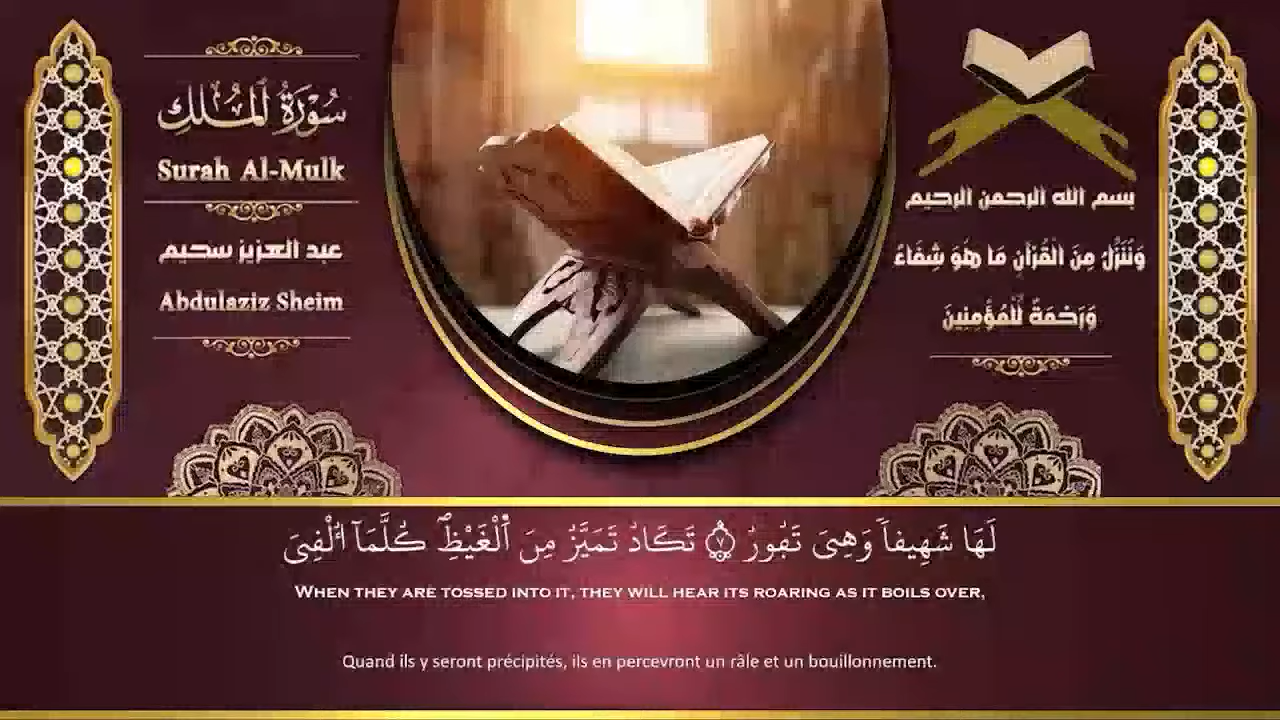 سُورَةُ الْمُلْكِ
Surah Al-Mulk
عبد العزيز سحيم
Abdulaziz Sheim
بسم الله الرحمن الرحيم
وَنُنَزِّلُ مِنَ الْقُرْآنِ مَا هُوَ شِفَاءٌ
وَرَحْمَةٌ لِّلْمُؤْمِنِينَ
لَهَا شَهِيقاٗ وَهِىَ تَفُورُ ٧ تَكَادُ تَمَيَّزُ مِنَ اَ۬لْغَيْظِۖ كُلَّمَآ أُلْقِىَ
WHEN THEY ARE TOSSED INTO IT, THEY WILL HEAR ITS ROARING AS IT BOILS OVER,
Quand ils y seront précipités, ils en percevront un râle et un bouillonnement.